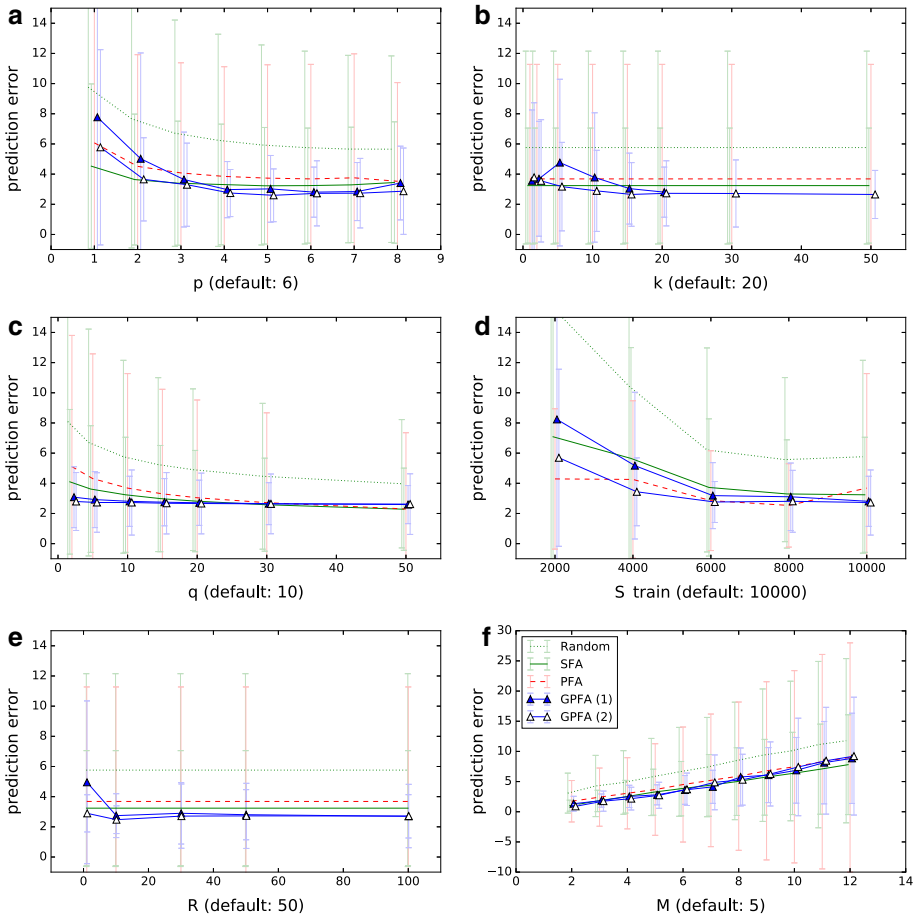 a
14
12
10
8
6
4
2
0
prediction error
0 1 2 3 4 5 6 7 8 9
p (default: 6)
b
14
12
10
8
6
4
2
0
prediction error
0 10 20 30 40 50
k (default: 20)
c
14
12
10
8
6
4
2
0
prediction error
0 10 20 30 40 50
q (default: 10)
d
14
12
10
8
6
4
2
0
prediction error
2000 4000 6000 8000 10000
S train (default: 10000)
e
0 20 40 60 80 100
14
12
10
8
6
4
2
0
prediction error
0 20 40 60 80 100
R (default: 50)
f
30
25
20
15
10
5
0
−5
−10
prediction error
Random
SFA
PFA
GPFA (1)
GPFA (2)
0 2 4 6 8 10 12 14
M (default: 5)